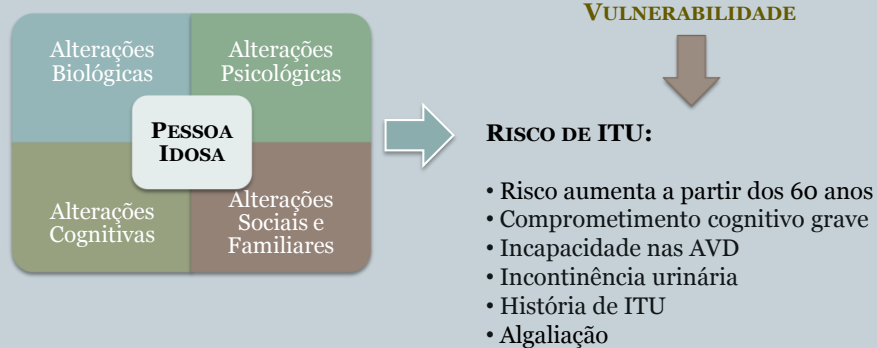 Alterações
Biológicas
Alterações
Psicológicas
PESSOA
IDOSA
Alterações
Cognitivas
Alterações
Sociais e
Familiares
VULNERABILIDADE
RISCO DE ITU:
• Risco aumenta a partir dos 60 anos
• Comprometimento cognitivo grave
• Incapacidade nas AVD
• Incontinência urinária
• História de ITU
• Algaliação